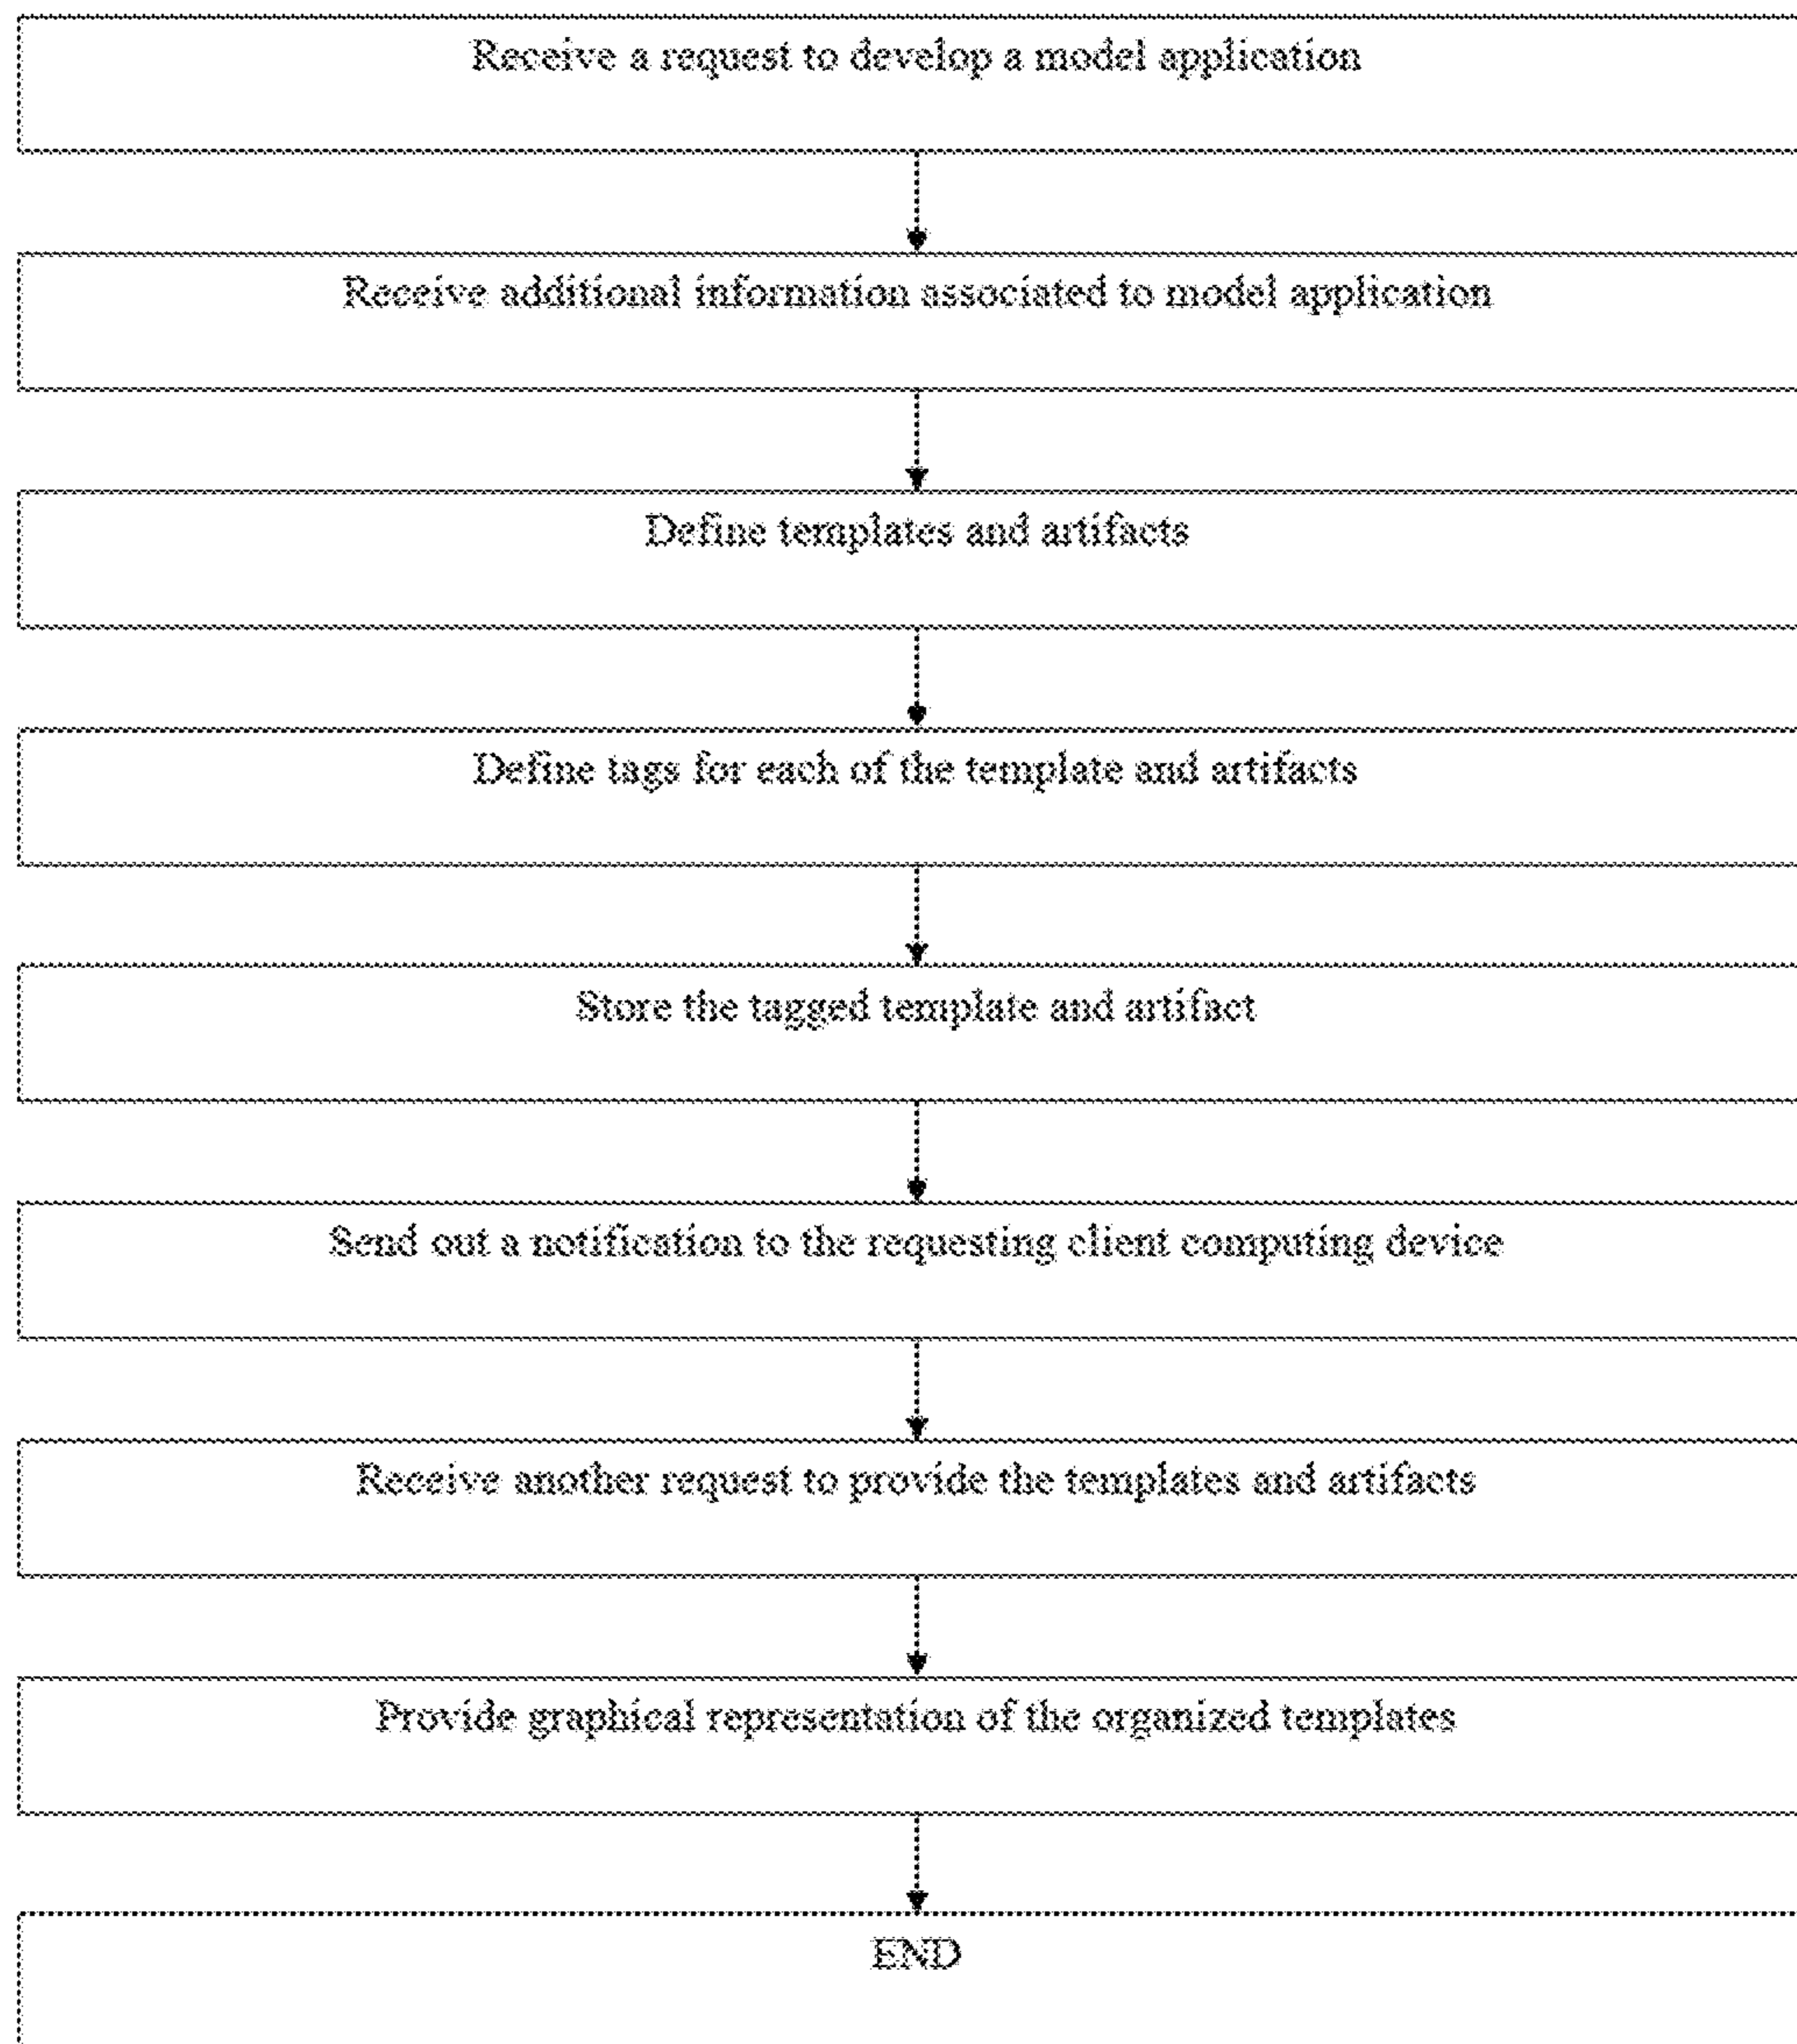 Receive a request to develop a model application
Receive additional information associated to model application
Define templates and artifacts
Define tags for each of the template and artifacts
Store the tagged template and artifact
Send out a notification to the requesting client computing device
Receive another request to provide the templates and artifacts
Provide graphical representation of the organized templates
END